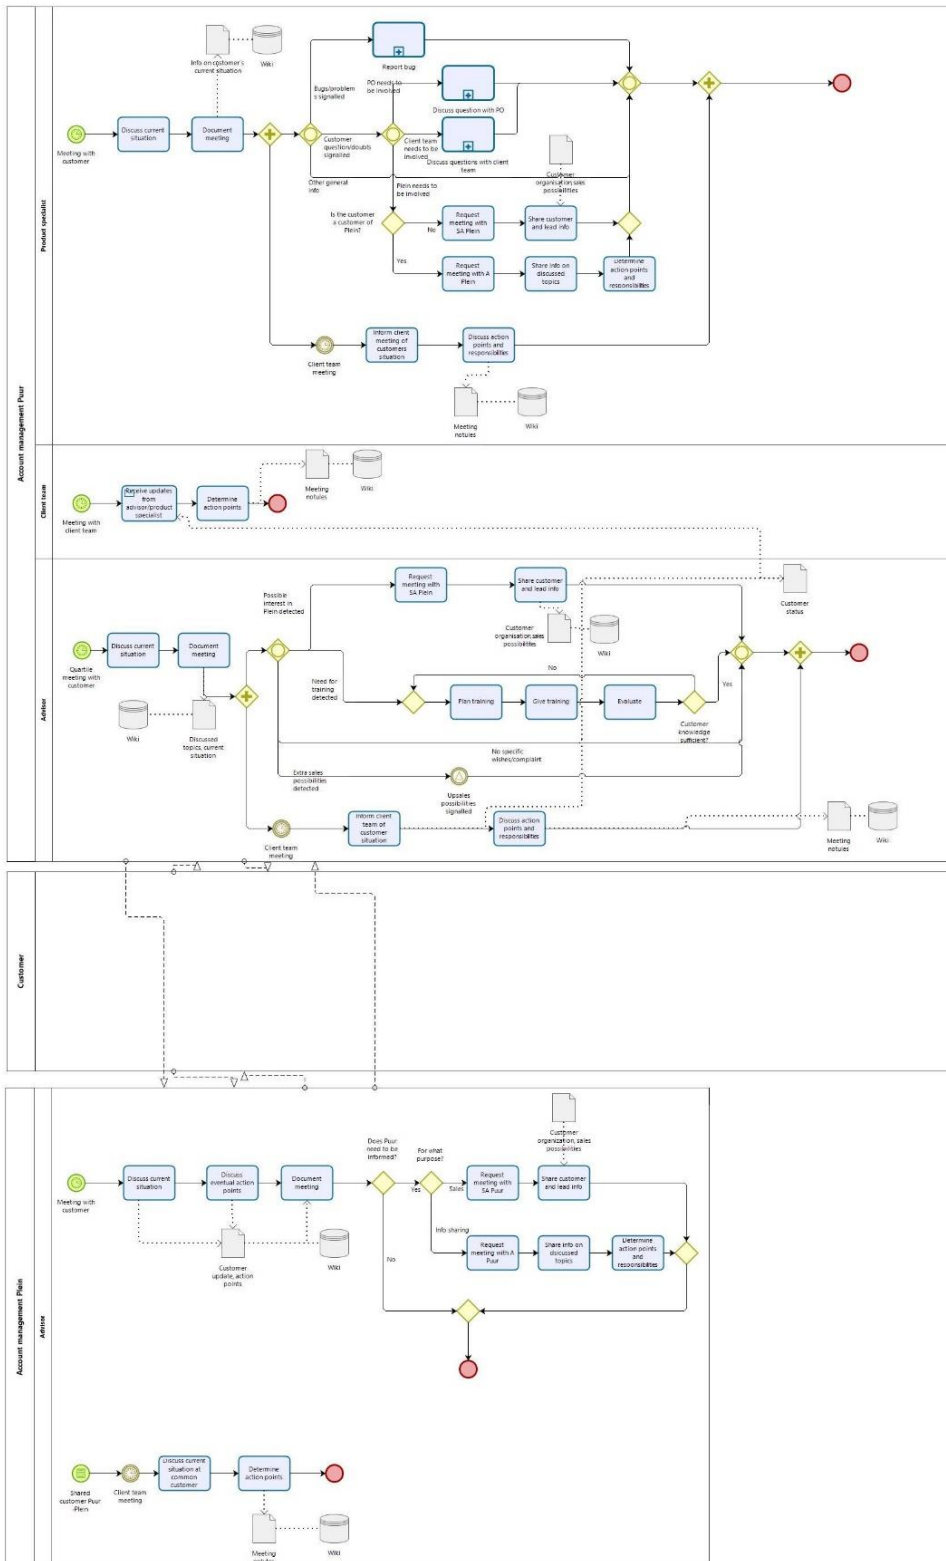 Account management Puur
Product specialist
Info on customer's
current situation
Wiki
Report bug
Bugs/problem
s signalled
PO needs to
be involved
Discuss question with PO
Meeting with
customer
Discuss current
situation
Document
meeting
Customer
question/doubts
signalled
Client team
needs to be
involved
Discuss questions with client
team
Other general
info
Plein needs to
be involved
Customer
organisation,sales
possibilities
Is the customer
a customer of
Plein?
No
Request
meeting with
SA Plein
Share customer
and lead info
Yes
Request
meeting with A
Plein
Share info on
discussed
topics
Determine
action points
and
responsibilities
Client team
meeting
Inform client
meeting of
customers
situation
Discuss action
points and
responsibilities
Meeting
notules
Wiki
Client team
Meeting with
client team
Receive updates
from
advisor/product
specialist
Determine
action points
Meeting
notules
Wiki
Advisor
Possible
interest in
Plein detected
Request
meeting with
SA Plein
Share customer
and lead info
Customer
status
Customer
organisation,sales
possibilities
Wiki
Quartile
meeting with
customer
Discuss current
situation
Document
meeting
Need for
training
detected
No
Plan training
Give training
Evaluate
Yes
Customer
knowledge
sufficient?
Wiki
Discussed
topics, current
situation
No specific
wishes/complaint
Extra sales
possibilities
detected
Upsales
possibilities
signalled
Client team
meeting
Inform client
team of
customer
situation
Discuss action
points and
responsibilities
Meeting
notules
Wiki
Customer
Account management Plein
Advisor
Customer
organization, sales
possibilities
Does Puur
need to be
informed?
For what
purpose?
Meeting with
customer
Discuss current
situation
Discuss
eventual action
points
Document
meeting
Yes
Sales
Request
meeting with
SA Puur
Share customer
and lead info
Info sharing
Request
meeting with A
Puur
Share info on
discussed
topics
Determine
action points
and
responsibilities
No
Customer
update, action
points
Wiki
Shared
customer Puur
-Plein
Client team
meeting
Discuss current
situation at
common
customer
Determine
action points
Meeting
Wiki